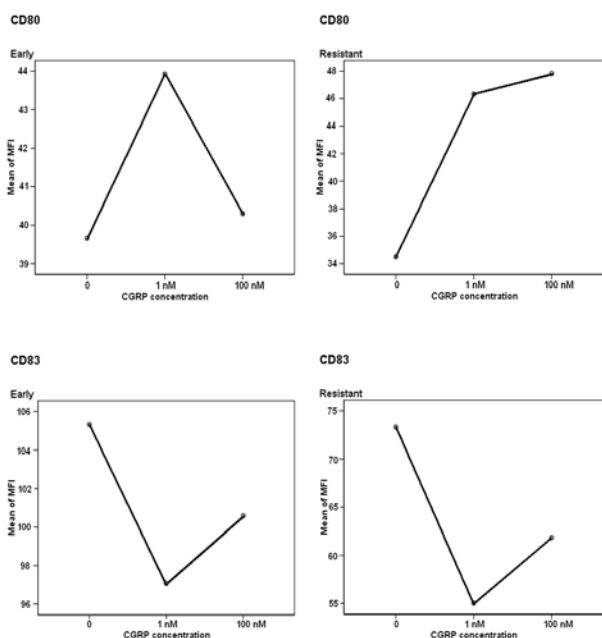 CD80
Early
Mean of MFI
44
43
42
41
40
39
0
1 nM
100 nM
CGRP concentration
CD80
Resistant
Mean of MFI
48
46
44
42
40
38
36
34
0
1 nM
100 nM
CGRP concentration
CD83
Early
Mean of MFI
106
104
102
100
98
96
0
1 nM
100 nM
CGRP concentration
CD83
Resistant
Mean of MFI
75
70
65
60
55
0
1 nM
100 nM
CGRP concentration